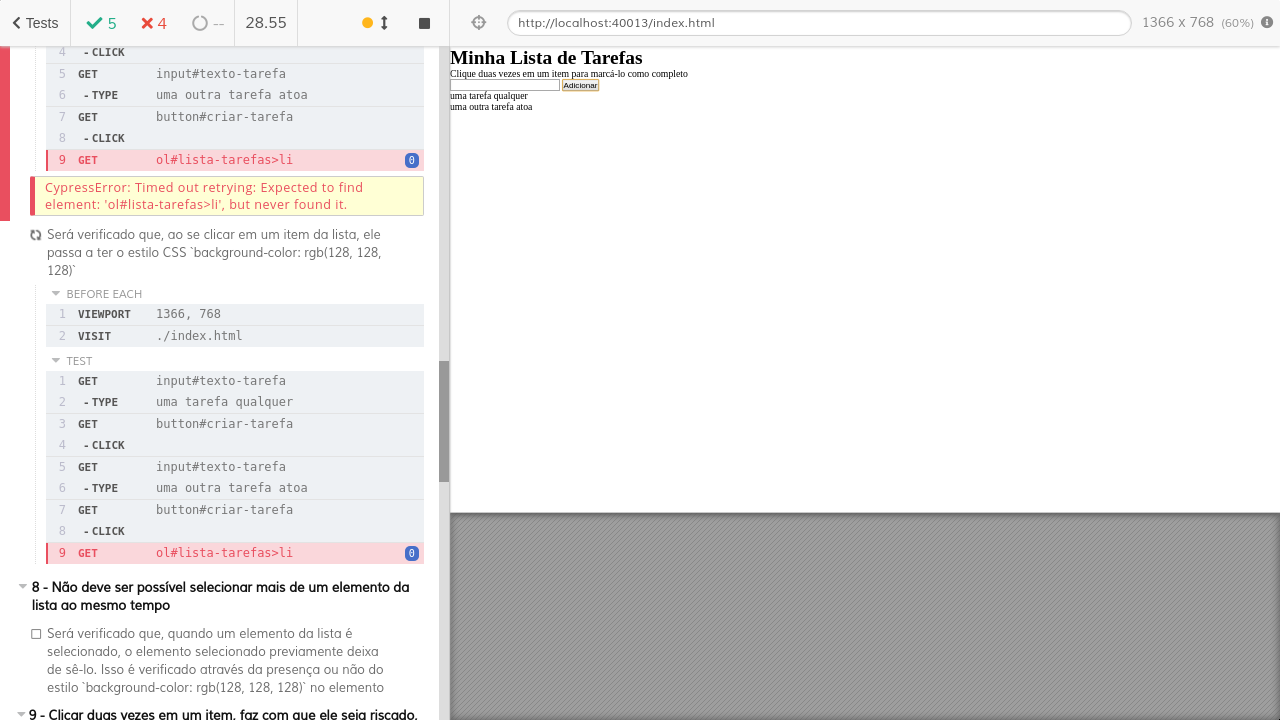 Tests 5 4 -- 28.55
http://localhost:40013/index.html 1366 x 768 (60%)
4 - CLICK
5 GET input#texto-tarefa
6 - TYPE uma outra tarefa atoa
7 GET button#criar-tarefa
8 - CLICK
9 GET ol#lista-tarefas>li 0
CypressError: Timed out retrying: Expected to find
element: 'ol#lista-tarefas>li', but never found it.
Será verificado que, ao se clicar em um item da lista, ele
passa a ter o estilo CSS `background-color: rgb(128, 128,
128)`
BEFORE EACH
1 VIEWPORT 1366, 768
2 VISIT ./index.html
TEST
1 GET input#texto-tarefa
2 - TYPE uma tarefa qualquer
3 GET button#criar-tarefa
4 - CLICK
5 GET input#texto-tarefa
6 - TYPE uma outra tarefa atoa
7 GET button#criar-tarefa
8 - CLICK
9 GET ol#lista-tarefas>li 0
8 - Não deve ser possível selecionar mais de um elemento da
lista ao mesmo tempo
Será verificado que, quando um elemento da lista é
selecionado, o elemento selecionado previamente deixa
de sê-lo. Isso é verificado através da presença ou não do
estilo `background-color: rgb(128, 128, 128)` no elemento
9 - Clicar duas vezes em um item, faz com que ele seja riscado,
Minha Lista de Tarefas
Clique duas vezes em um item para marcá-lo como completo
Adicionar
uma tarefa qualquer
uma outra tarefa atoa